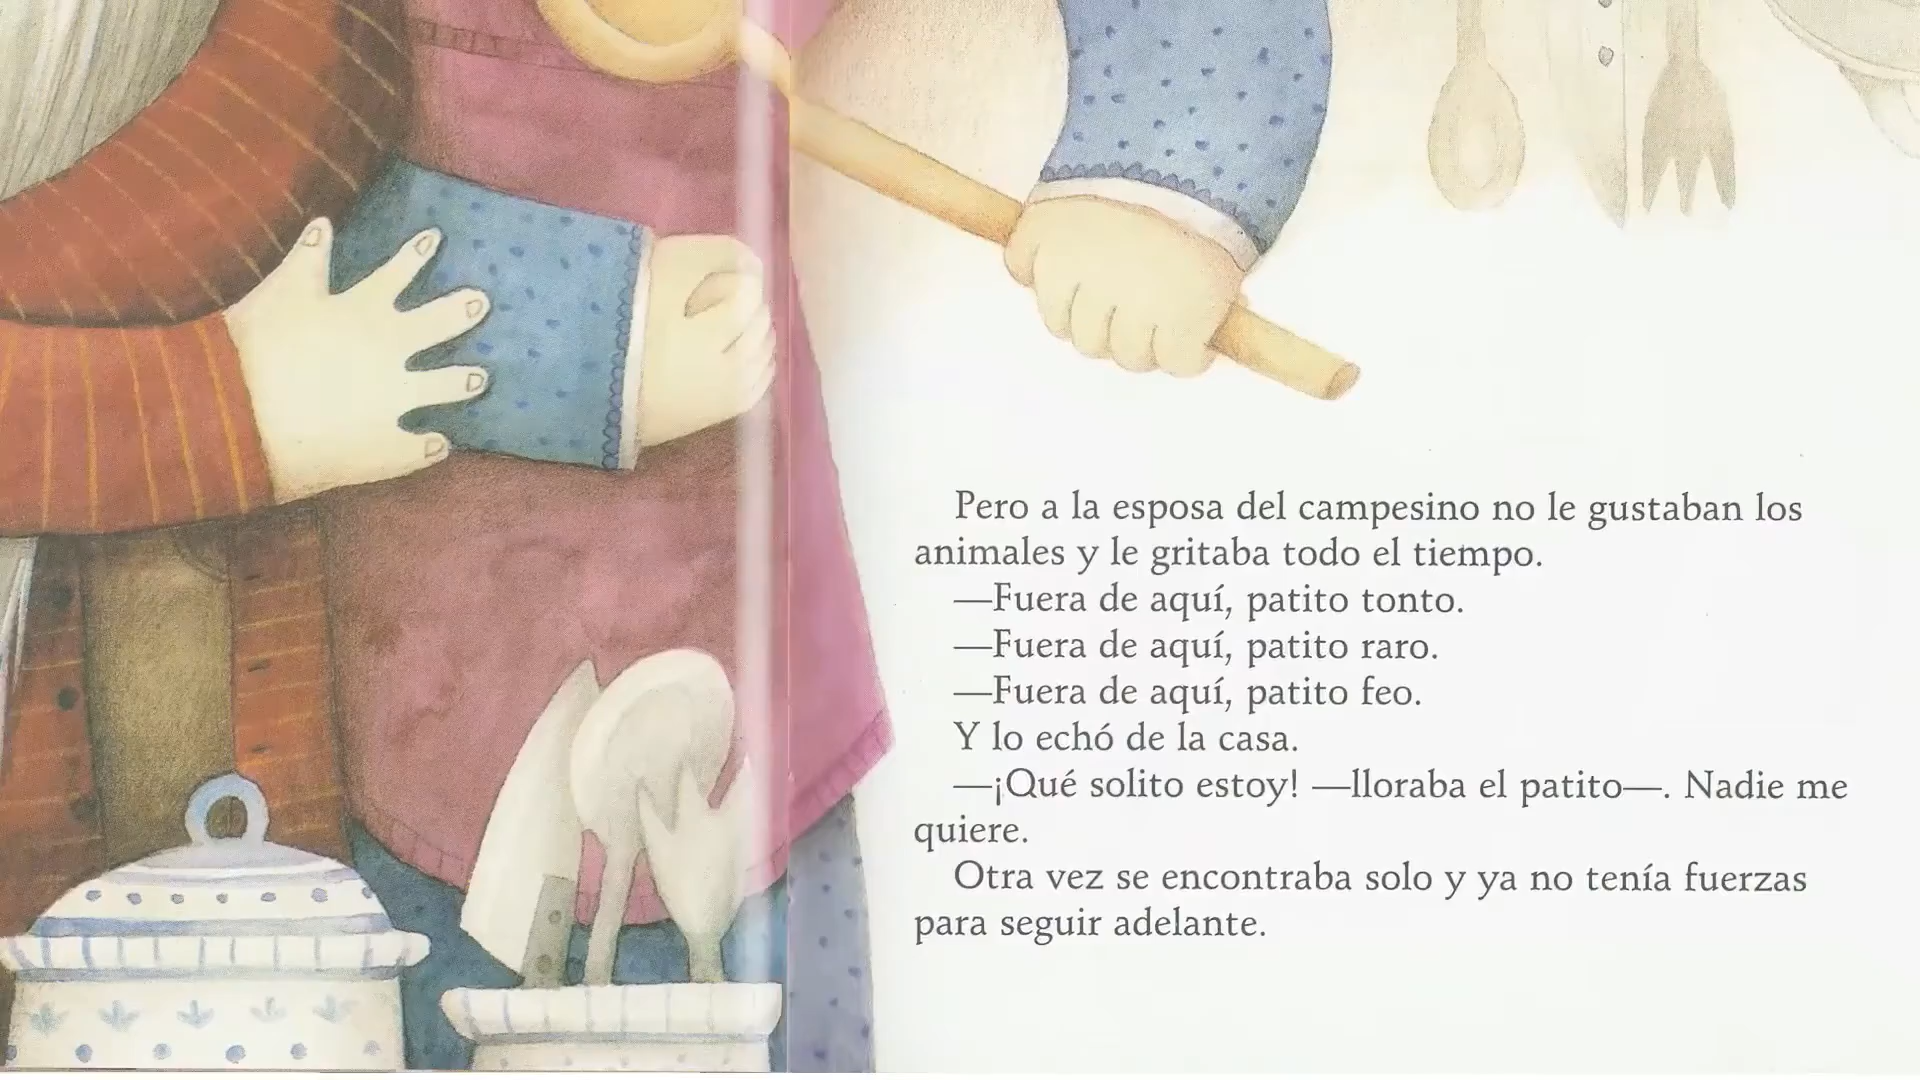 Pero a la esposa del campesino no le gustaban los
animales y le gritaba todo el tiempo.
—Fuera de aquí, patito tonto.
—Fuera de aquí, patito raro.
—Fuera de aquí, patito feo.
Y lo echó de la casa.
—¡Qué solito estoy! —lloraba el patito—. Nadie me
quiere.
Otra vez se encontraba solo y ya no tenía fuerzas
para seguir adelante.